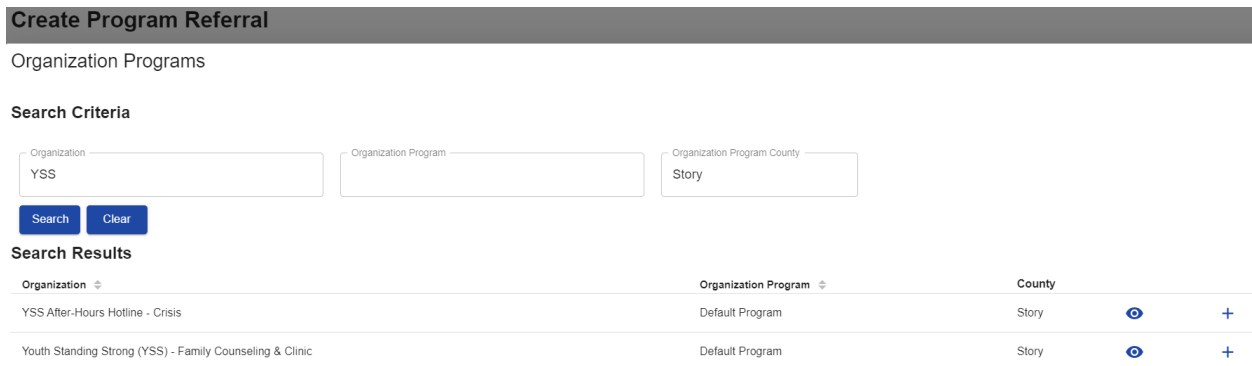 Create Program Referral
Organization Programs
Search Criteria
Organization Organization Program Organization Program County
YSS Story
Search Clear
Search Results
Organization Organization Program County
YSS After-Hours Hotline - Crisis Default Program Story
Youth Standing Strong (YSS) - Family Counseling & Clinic Default Program Story